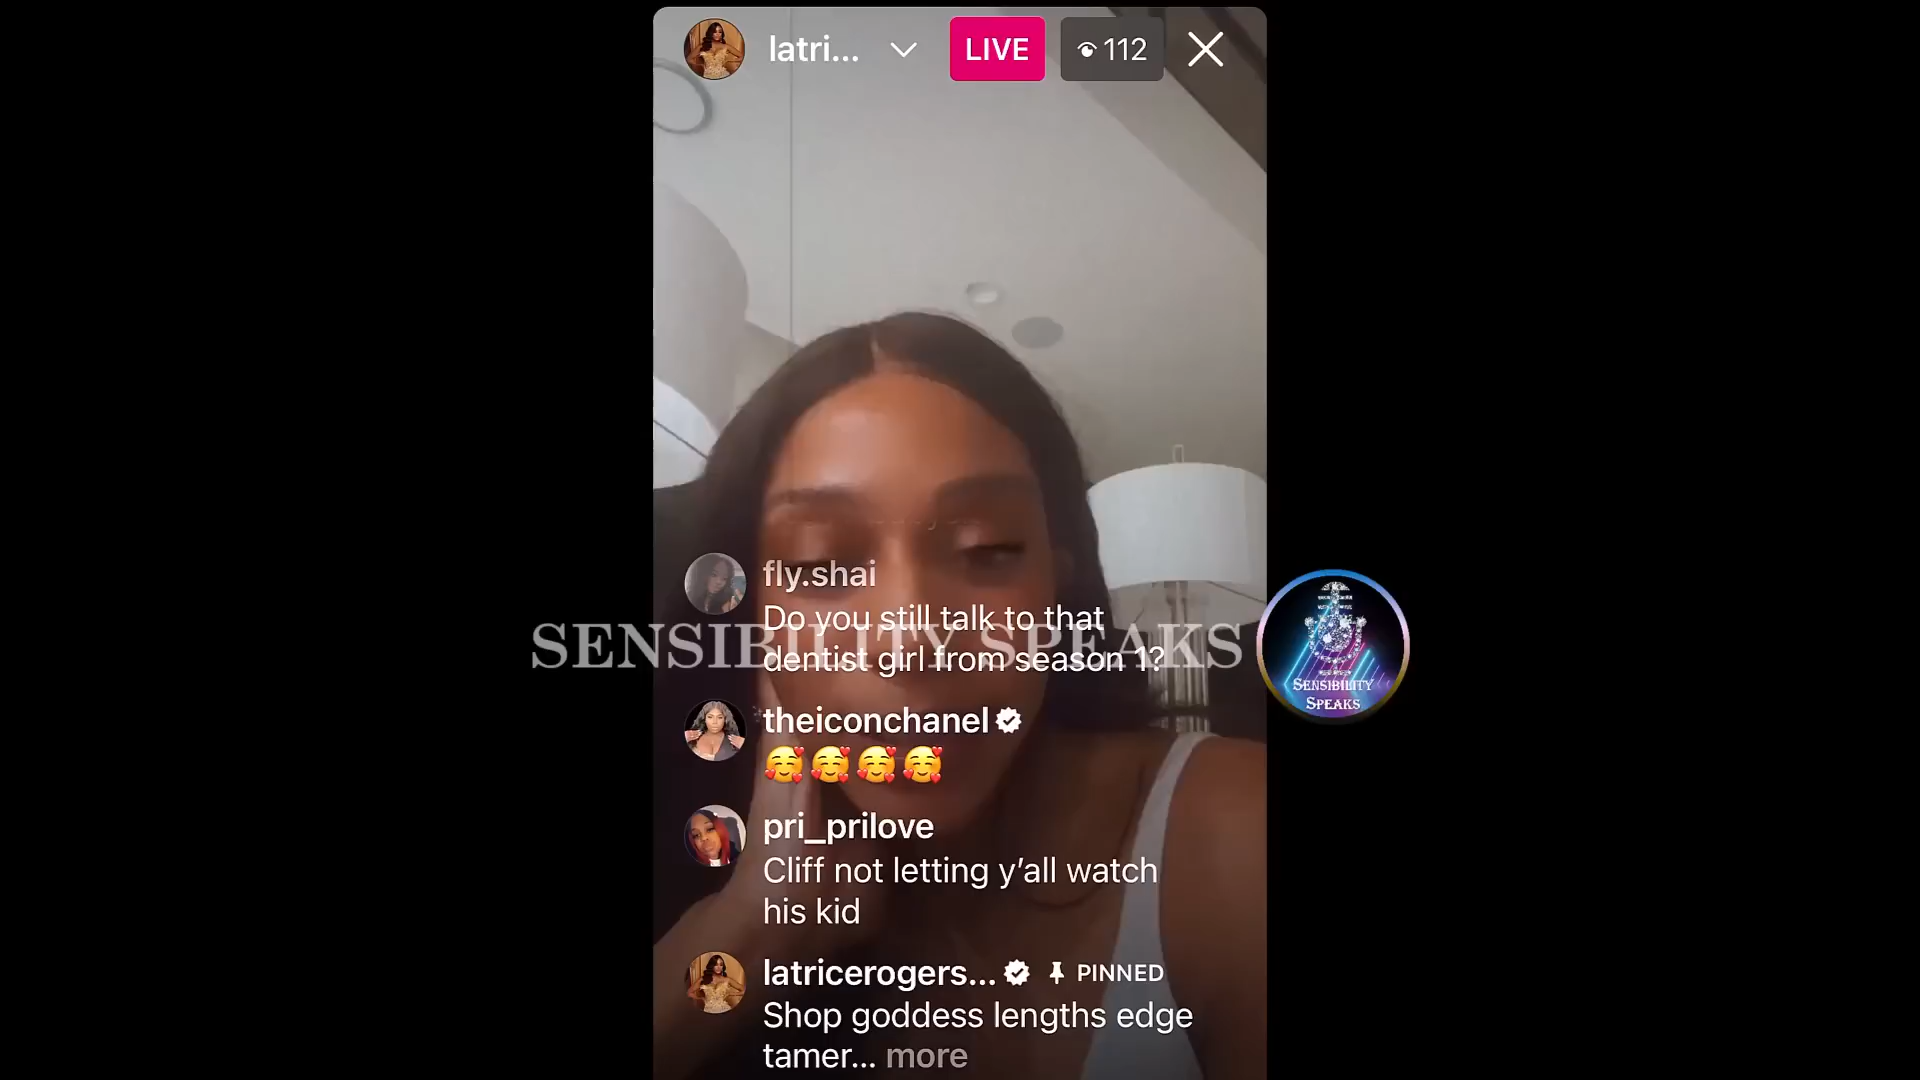 latri...
LIVE
112
fly.shai
Do you still talk to that
dentist girl from season 1?
SENSIBILITY SPEAKS
SENSIBILITY
SPEAKS
theiconchanel
🥰🥰🥰🥰
pri_prilove
Cliff not letting y’all watch
his kid
latricerogers... PINNED
Shop goddess lengths edge
tamer... more